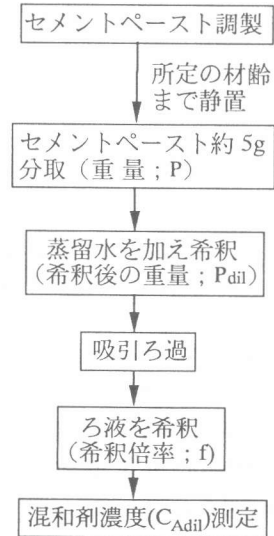 セメントペースト調製
所定の材齢
まで静置
セメントペースト約 5g
分取（重量；P）
蒸留水を加え希釈
（希釈後の重量；Pdil）
吸引ろ過
ろ液を希釈
（希釈倍率；f)
混和剤濃度(CAdil)測定